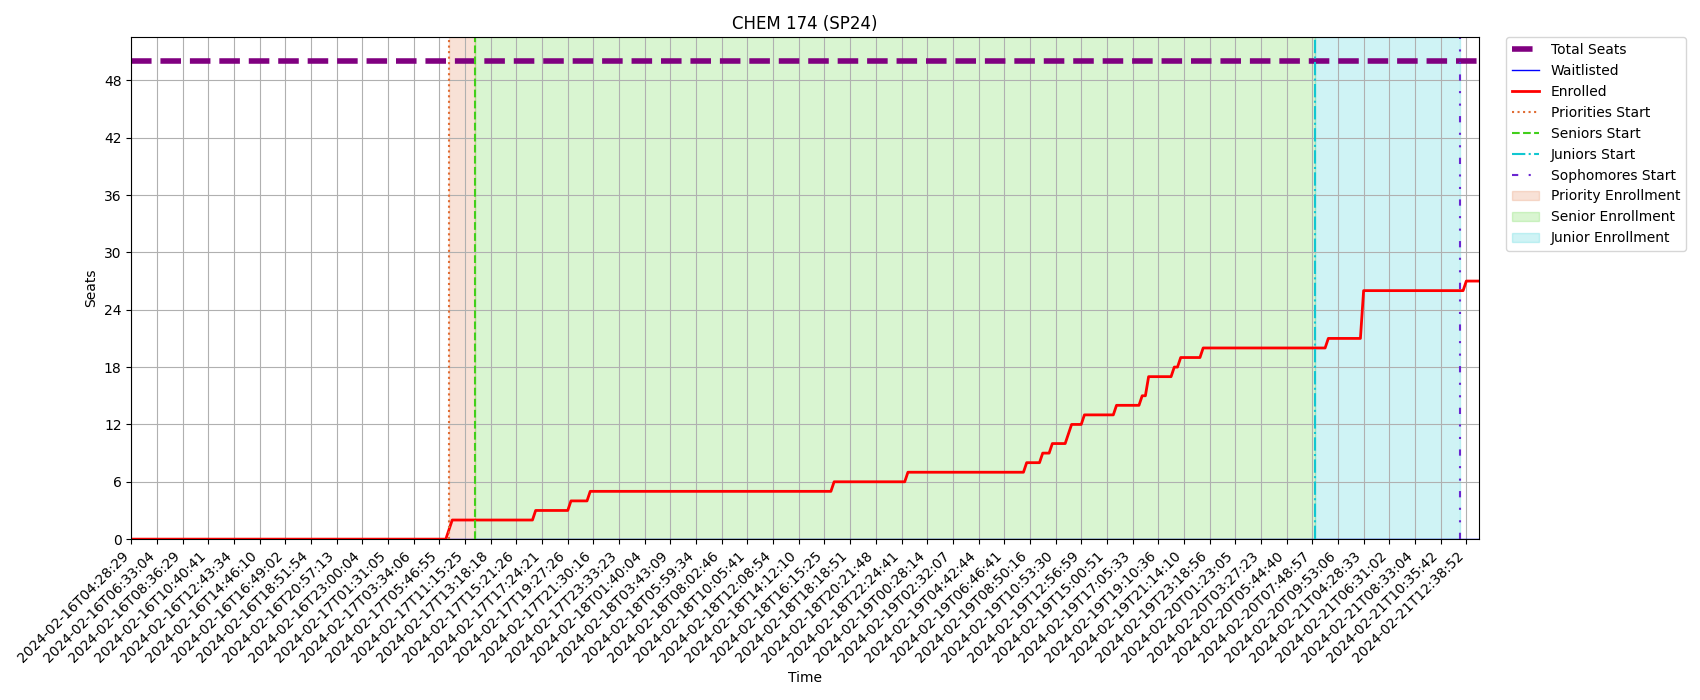 CHEM 174 (SP24)
Total Seats
Waitlisted
Enrolled
Priorities Start
Seniors Start
Juniors Start
Sophomores Start
Priority Enrollment
Senior Enrollment
Junior Enrollment
Seats
48
42
36
30
24
18
12
6
0
2024-02-16T04:28:29
2024-02-16T06:33:04
2024-02-16T08:36:29
2024-02-16T10:40:41
2024-02-16T12:43:34
2024-02-16T14:46:10
2024-02-16T16:49:02
2024-02-16T18:51:54
2024-02-16T20:57:13
2024-02-16T23:00:04
2024-02-17T01:31:05
2024-02-17T03:34:06
2024-02-17T05:46:55
2024-02-17T11:15:25
2024-02-17T13:18:18
2024-02-17T15:21:26
2024-02-17T17:24:21
2024-02-17T19:27:26
2024-02-17T21:30:16
2024-02-17T23:33:23
2024-02-18T01:40:04
2024-02-18T03:43:09
2024-02-18T05:59:34
2024-02-18T08:02:46
2024-02-18T10:05:41
2024-02-18T12:08:54
2024-02-18T14:12:10
2024-02-18T16:15:25
2024-02-18T18:18:51
2024-02-18T20:21:48
2024-02-18T22:24:41
2024-02-19T00:28:14
2024-02-19T02:32:07
2024-02-19T04:42:44
2024-02-19T06:46:41
2024-02-19T08:50:16
2024-02-19T10:53:30
2024-02-19T12:56:59
2024-02-19T15:00:51
2024-02-19T17:05:33
2024-02-19T19:10:36
2024-02-19T21:14:10
2024-02-19T23:18:56
2024-02-20T01:23:05
2024-02-20T03:27:23
2024-02-20T05:44:40
2024-02-20T07:48:57
2024-02-20T09:53:06
2024-02-21T04:28:33
2024-02-21T06:31:02
2024-02-21T08:33:04
2024-02-21T10:35:42
2024-02-21T12:38:52
Time